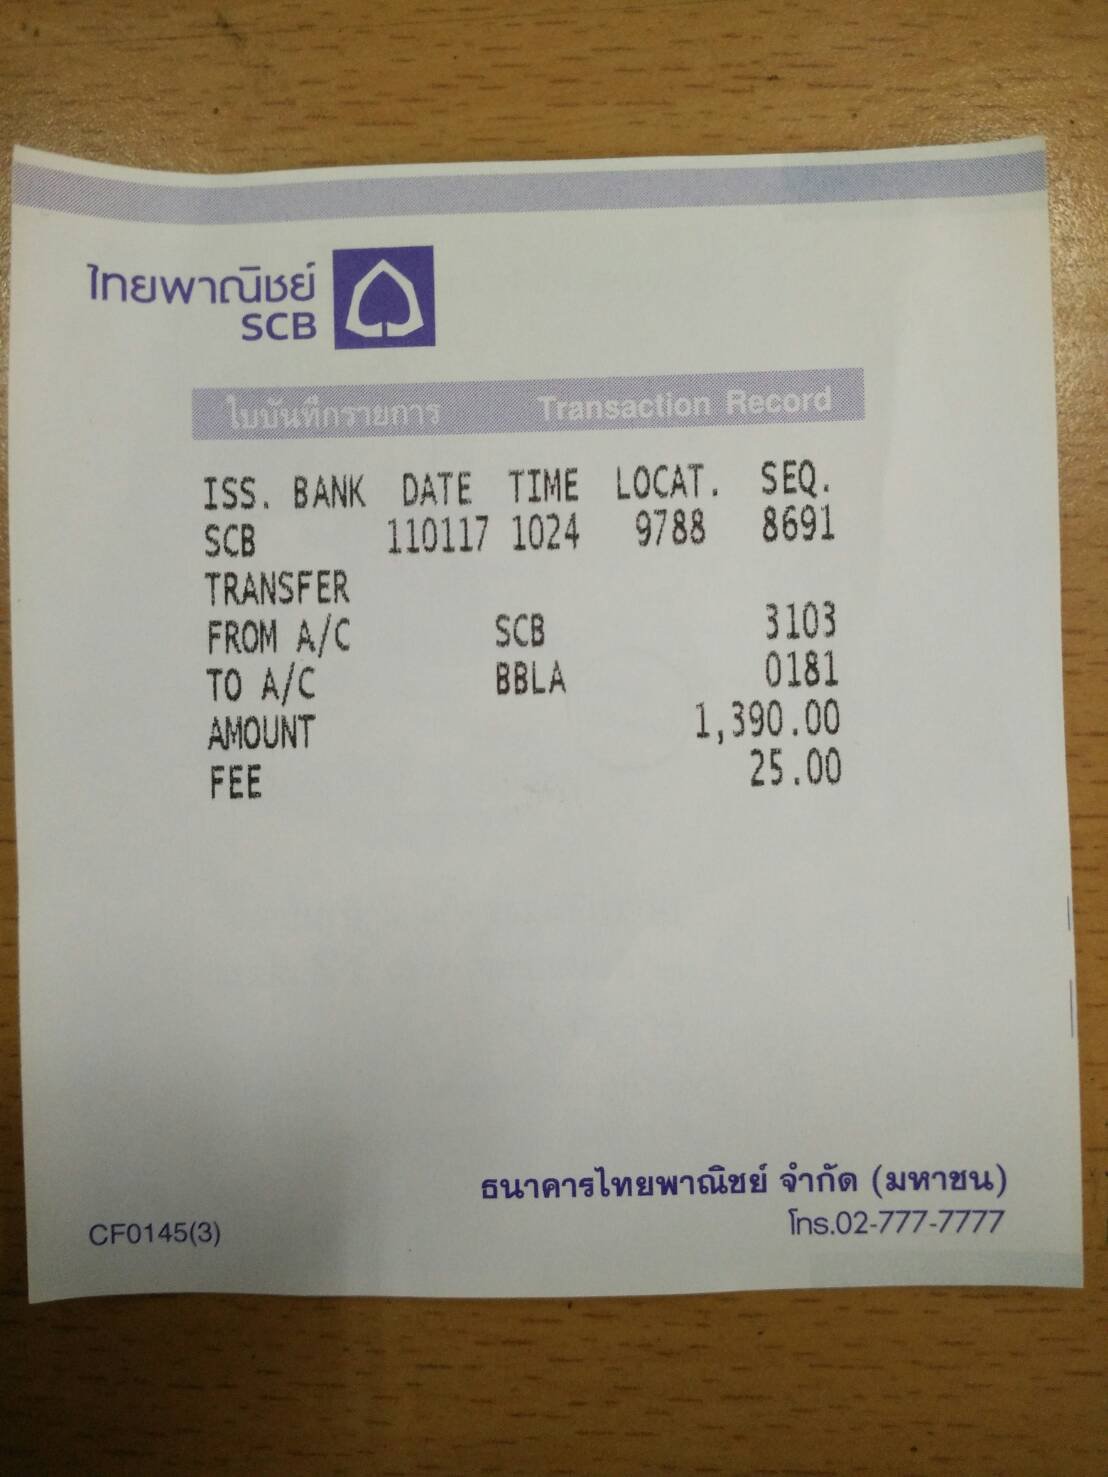 ไทยพาณิชย์
SCB
ใบบันทึกรายการ Transaction Record
ISS. BANK DATE TIME LOCAT. SEQ.
SCB 110117 1024 9788 8691
TRANSFER
FROM A/C SCB 3103
TO A/C BBLA 0181
AMOUNT 1,390.00
FEE 25.00
ธนาคารไทยพาณิชย์ จำกัด (มหาชน)
CF0145(3) โทร.02-777-7777